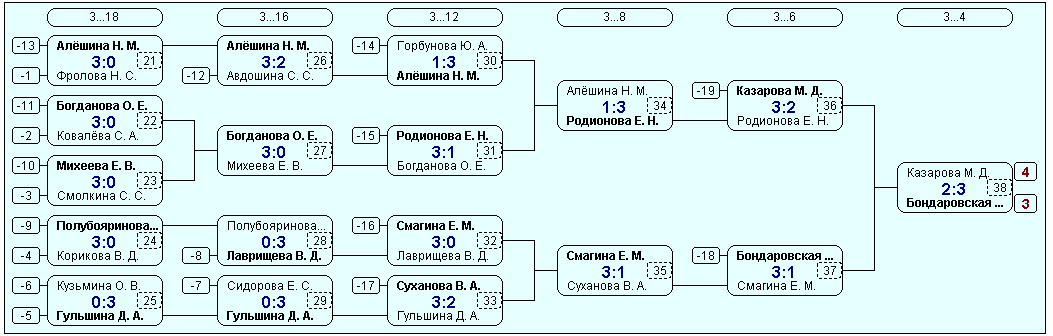 3...18
3...16
3...12
3...8
3...6
3...4
-13
Алёшина Н. М.
3:0
21
-1
Фролова Н. С.
-11
Богданова О. Е.
3:0
22
-2
Ковалёва С. А.
-10
Михеева Е. В.
3:0
23
-3
Смолкина С. С.
-9
Полубояринова...
3:0
24
-4
Корикова В. Д.
-6
Кузьмина О. В.
0:3
25
-5
Гульшина Д. А.
Алёшина Н. М.
3:2
26
-12
Авдошина С. С.
Богданова О. Е.
3:0
27
Михеева Е. В.
Полубояринова...
0:3
28
-8
Лаврищева В. Д.
-7
Сидорова Е. С.
0:3
29
Гульшина Д. А.
-14
Горбунова Ю. А.
1:3
30
Алёшина Н. М.
-15
Родионова Е. Н.
3:1
31
Богданова О. Е.
-16
Смагина Е. М.
3:0
32
Лаврищева В. Д.
-17
Суханова В. А.
3:2
33
Гульшина Д. А.
Алёшина Н. М.
1:3
34
Родионова Е. Н.
Смагина Е. М.
3:1
35
Суханова В. А.
-19
Казарова М. Д.
3:2
36
Родионова Е. Н.
-18
Бондаровская ...
3:1
37
Смагина Е. М.
Казарова М. Д.
4
2:3
38
Бондаровская ...
3